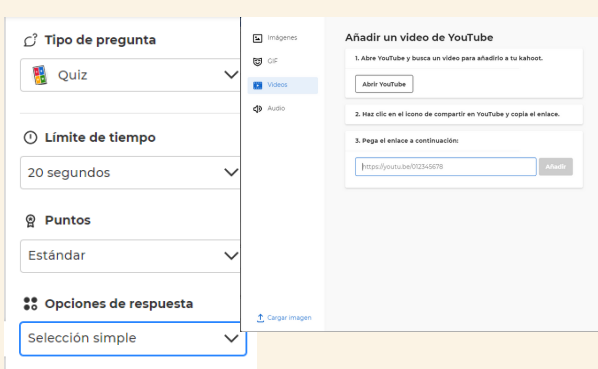 Tipo de pregunta
Quiz
Límite de tiempo
20 segundos
Puntos
Estándar
Opciones de respuesta
Selección simple
Imágenes
GIF
Videos
Audio
Cargar imagen
Añadir un video de YouTube
1. Abre YouTube y busca un video para añadirlo a tu kahoot.
Abrir YouTube
2. Haz clic en el icono de compartir en YouTube y copia el enlace.
3. Pega el enlace a continuación:
https://youtu.be/012345678
Añadir